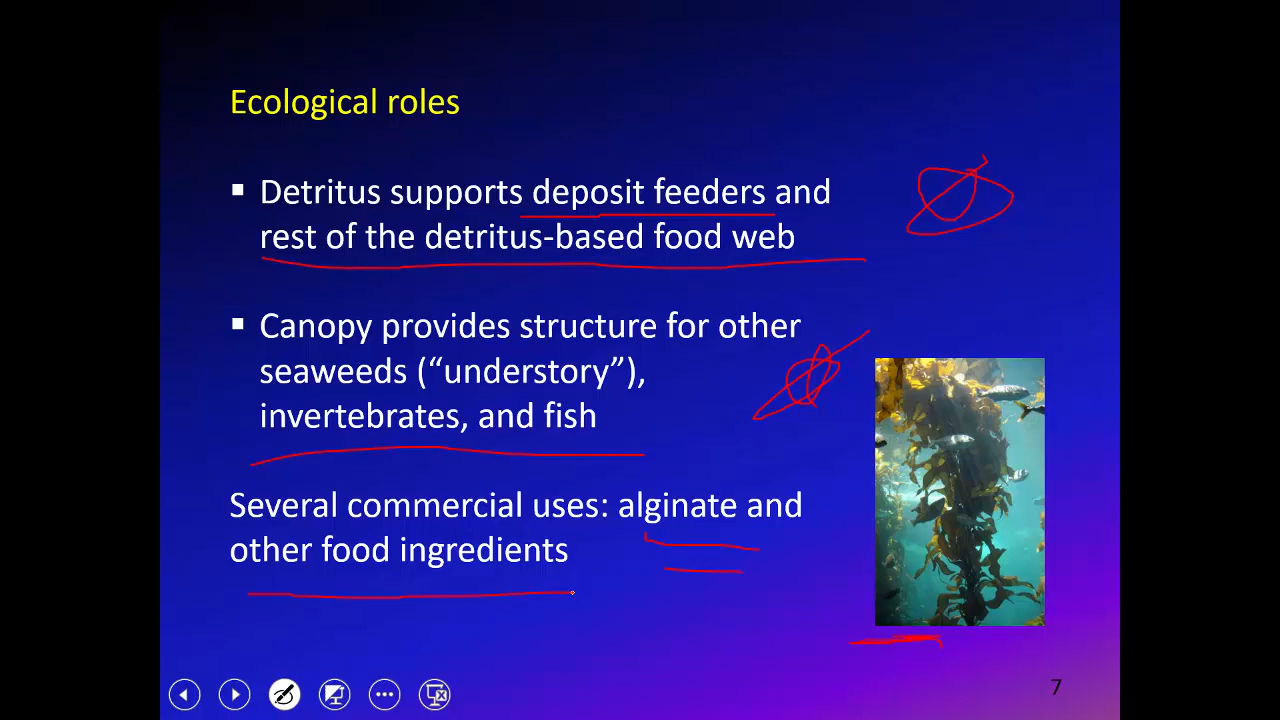 Ecological roles
▪ Detritus supports deposit feeders and
rest of the detritus-based food web
▪ Canopy provides structure for other
seaweeds (“understory”),
invertebrates, and fish
Several commercial uses: alginate and
other food ingredients
7